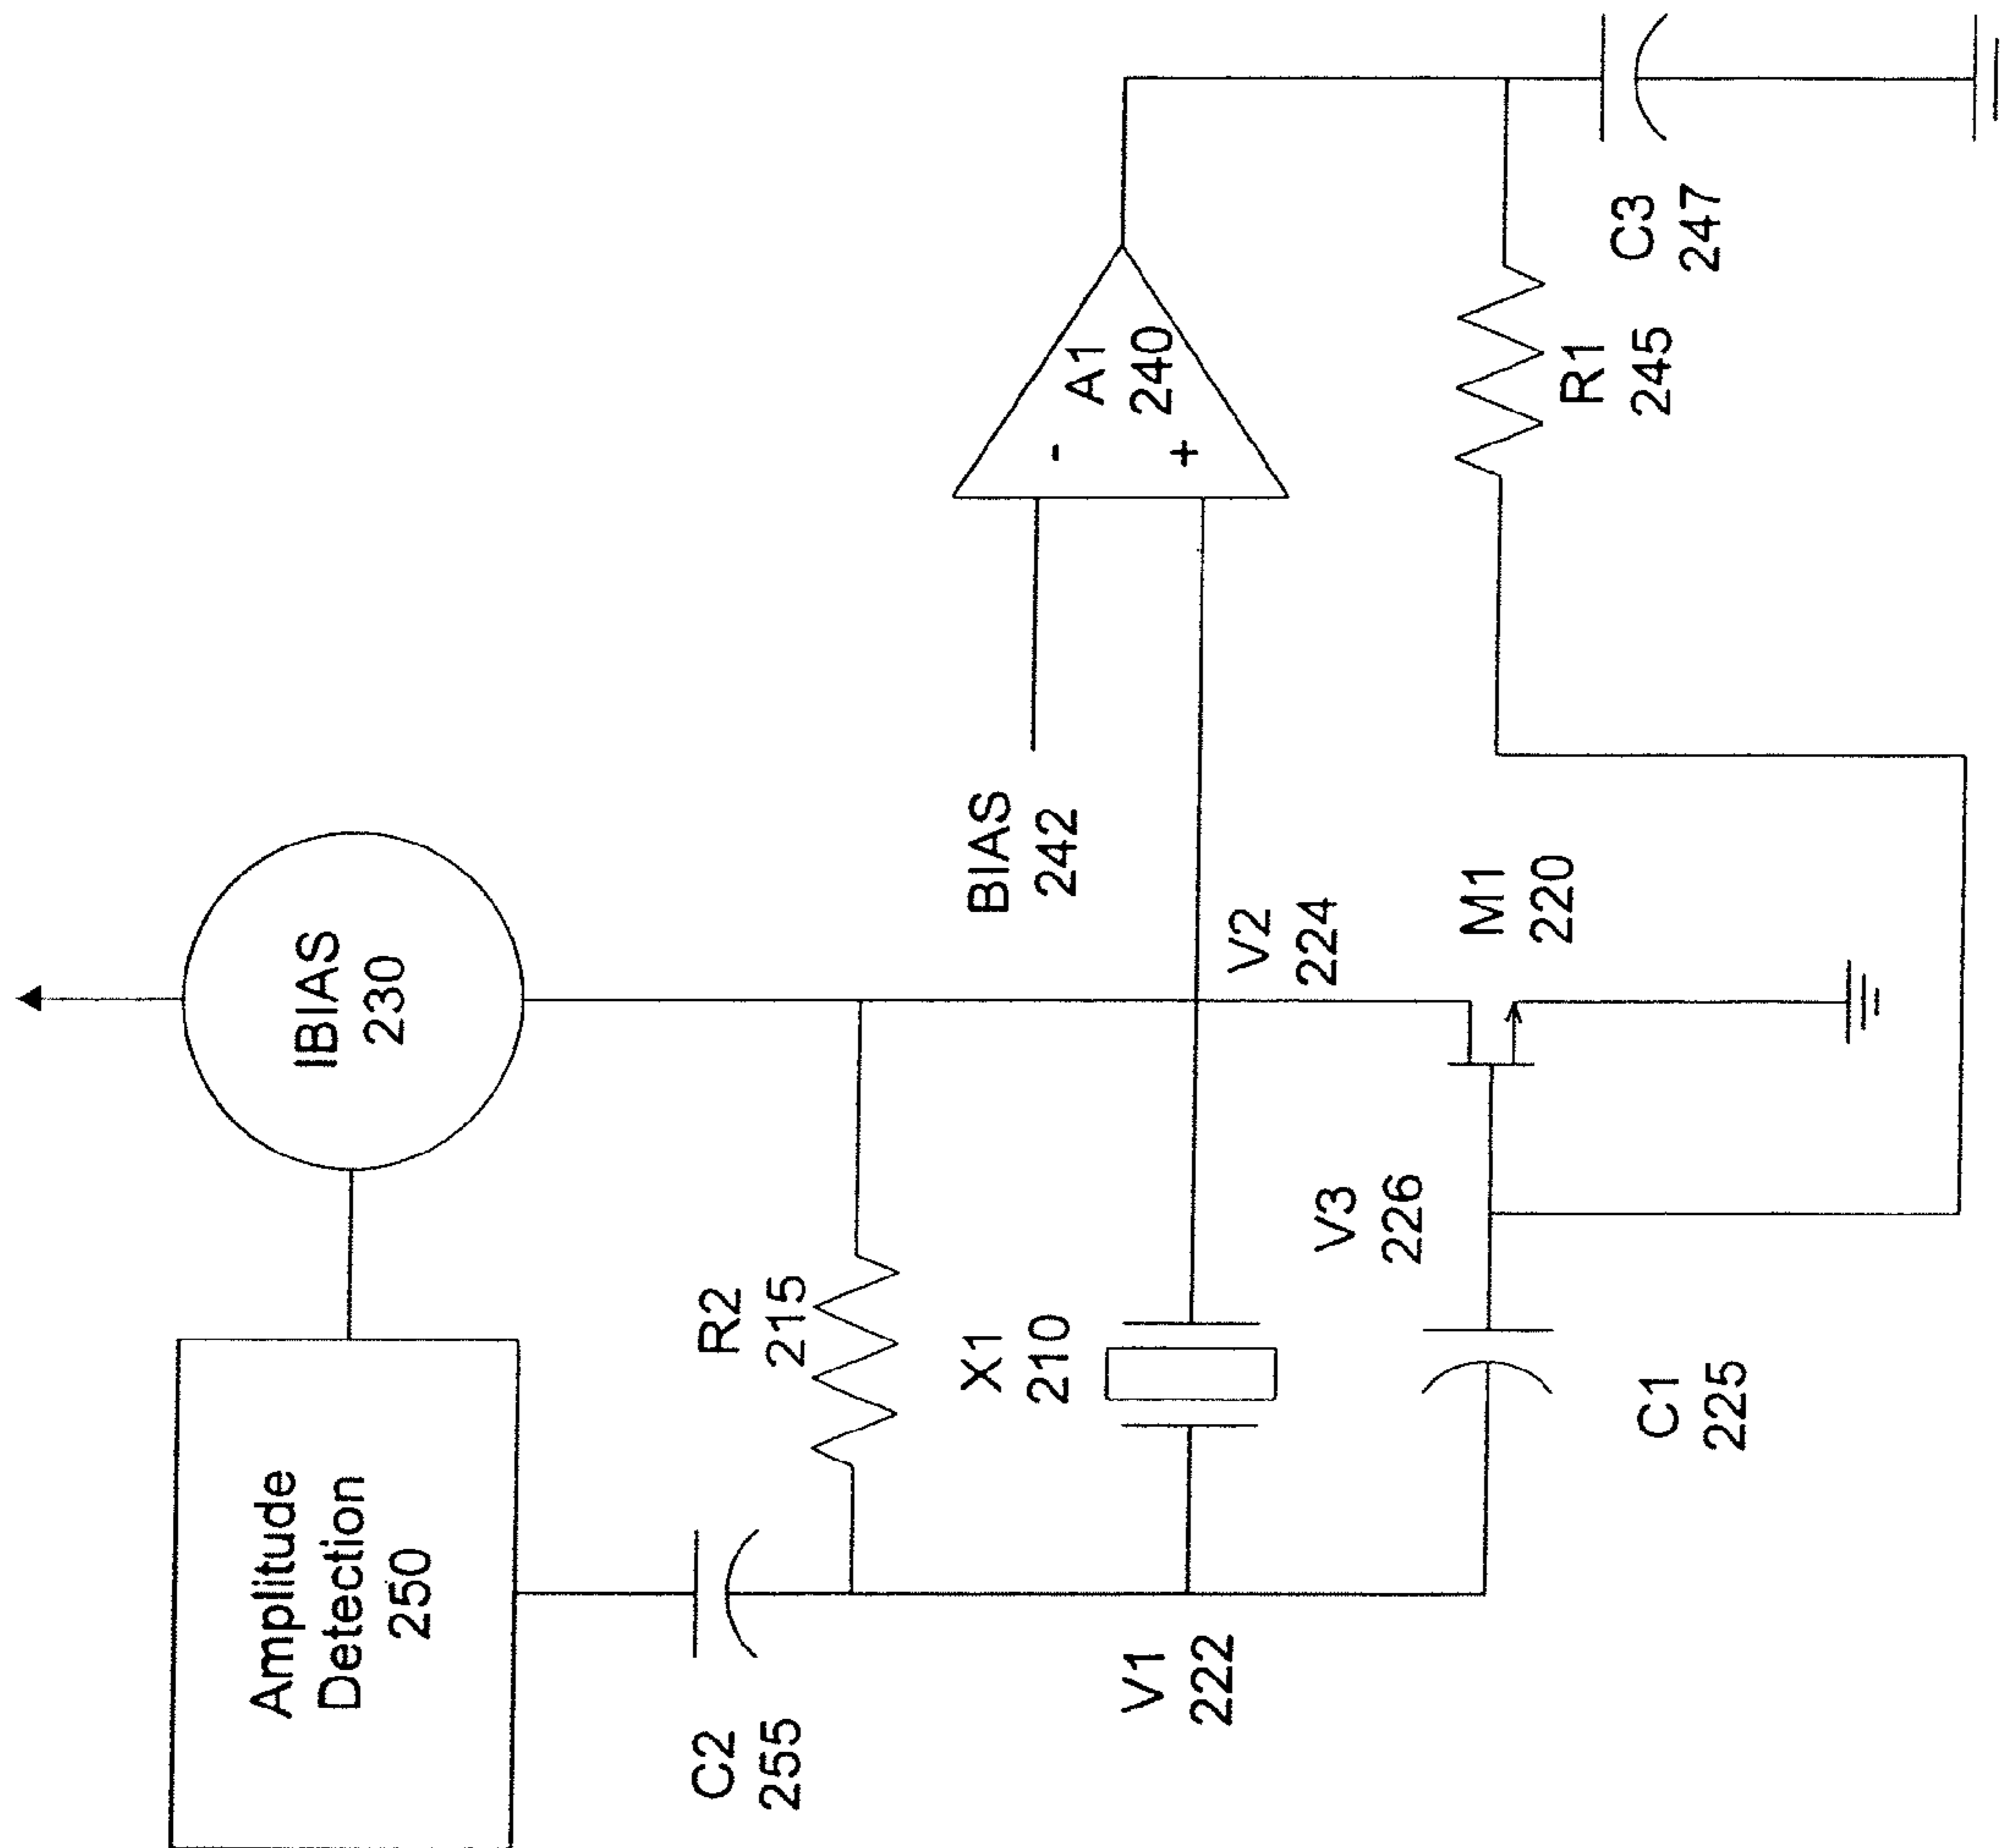 Amplitude
Detection
250
IBIAS
230
C2
255
R2
215
BIAS
242
-
+
A1
240
X1
210
V1
222
V2
224
V3
226
M1
220
C1
225
R1
245
C3
247